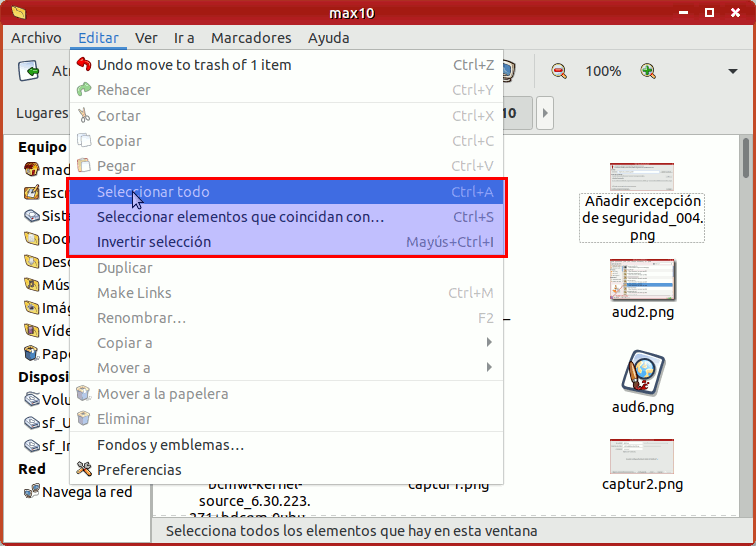 max10
Archivo Editar Ver Ir a Marcadores Ayuda
Undo move to trash of 1 item Ctrl+Z
Rehacer Ctrl+Y
Cortar Ctrl+X
Copiar Ctrl+C
Pegar Ctrl+V
Seleccionar todo Ctrl+A
Seleccionar elementos que coincidan con... Ctrl+S
Invertir selección Mayús+Ctrl+I
Duplicar
Make Links Ctrl+M
Renombrar... F2
Copiar a
Mover a
Mover a la papelera
Eliminar
Fondos y emblemas...
Preferencias
100%
Lugares
10
Equipo
mad
Escr
Siste
Doc
Desc
Mús
Imág
Víde
Pape
Disposi
Volu
sf_U
sf_In
Red
Navega la red
Añadir excepción
de seguridad_004.
png
aud2.png
aud6.png
captur2.png
captur1.png
bcmwl-kernel-
source_6.30.223.
Selecciona todos los elementos que hay en esta ventana